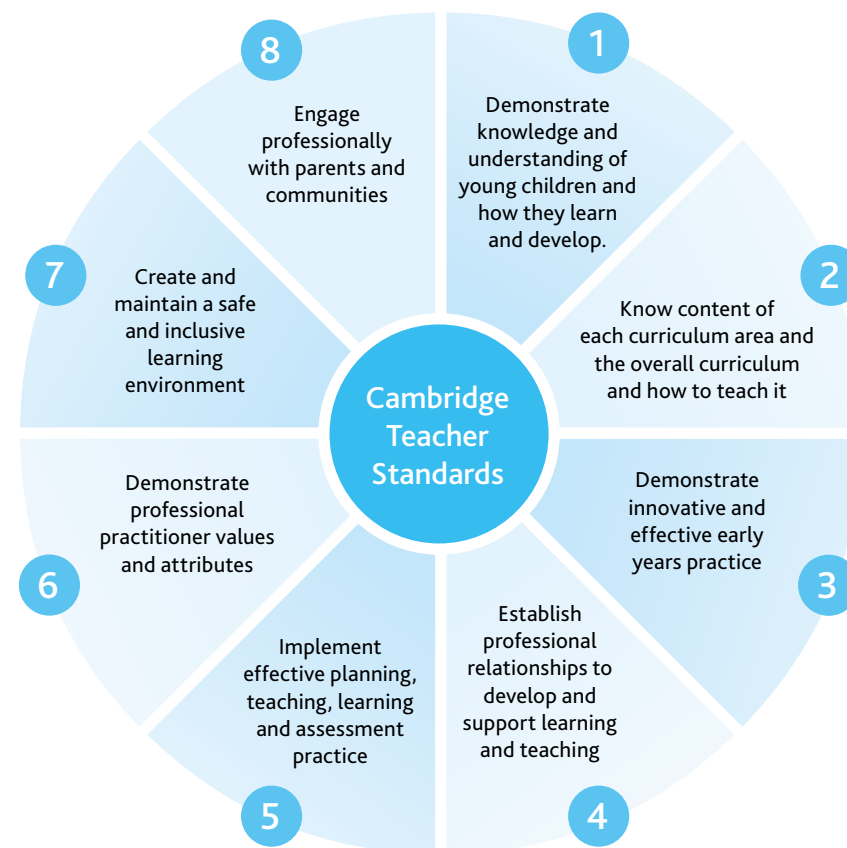 Cambridge
Teacher
Standards
1
Demonstrate
knowledge and
understanding of
young children and
how they learn
and develop.
2
Know content of
each curriculum area and
the overall curriculum
and how to teach it
3
Demonstrate
innovative and
effective early
years practice
4
Establish
professional
relationships to
develop and
support learning
and teaching
5
Implement
effective planning,
teaching, learning
and assessment
practice
6
Demonstrate
professional
practitioner values
and attributes
7
Create and
maintain a safe
and inclusive
learning
environment
8
Engage
professionally
with parents and
communities